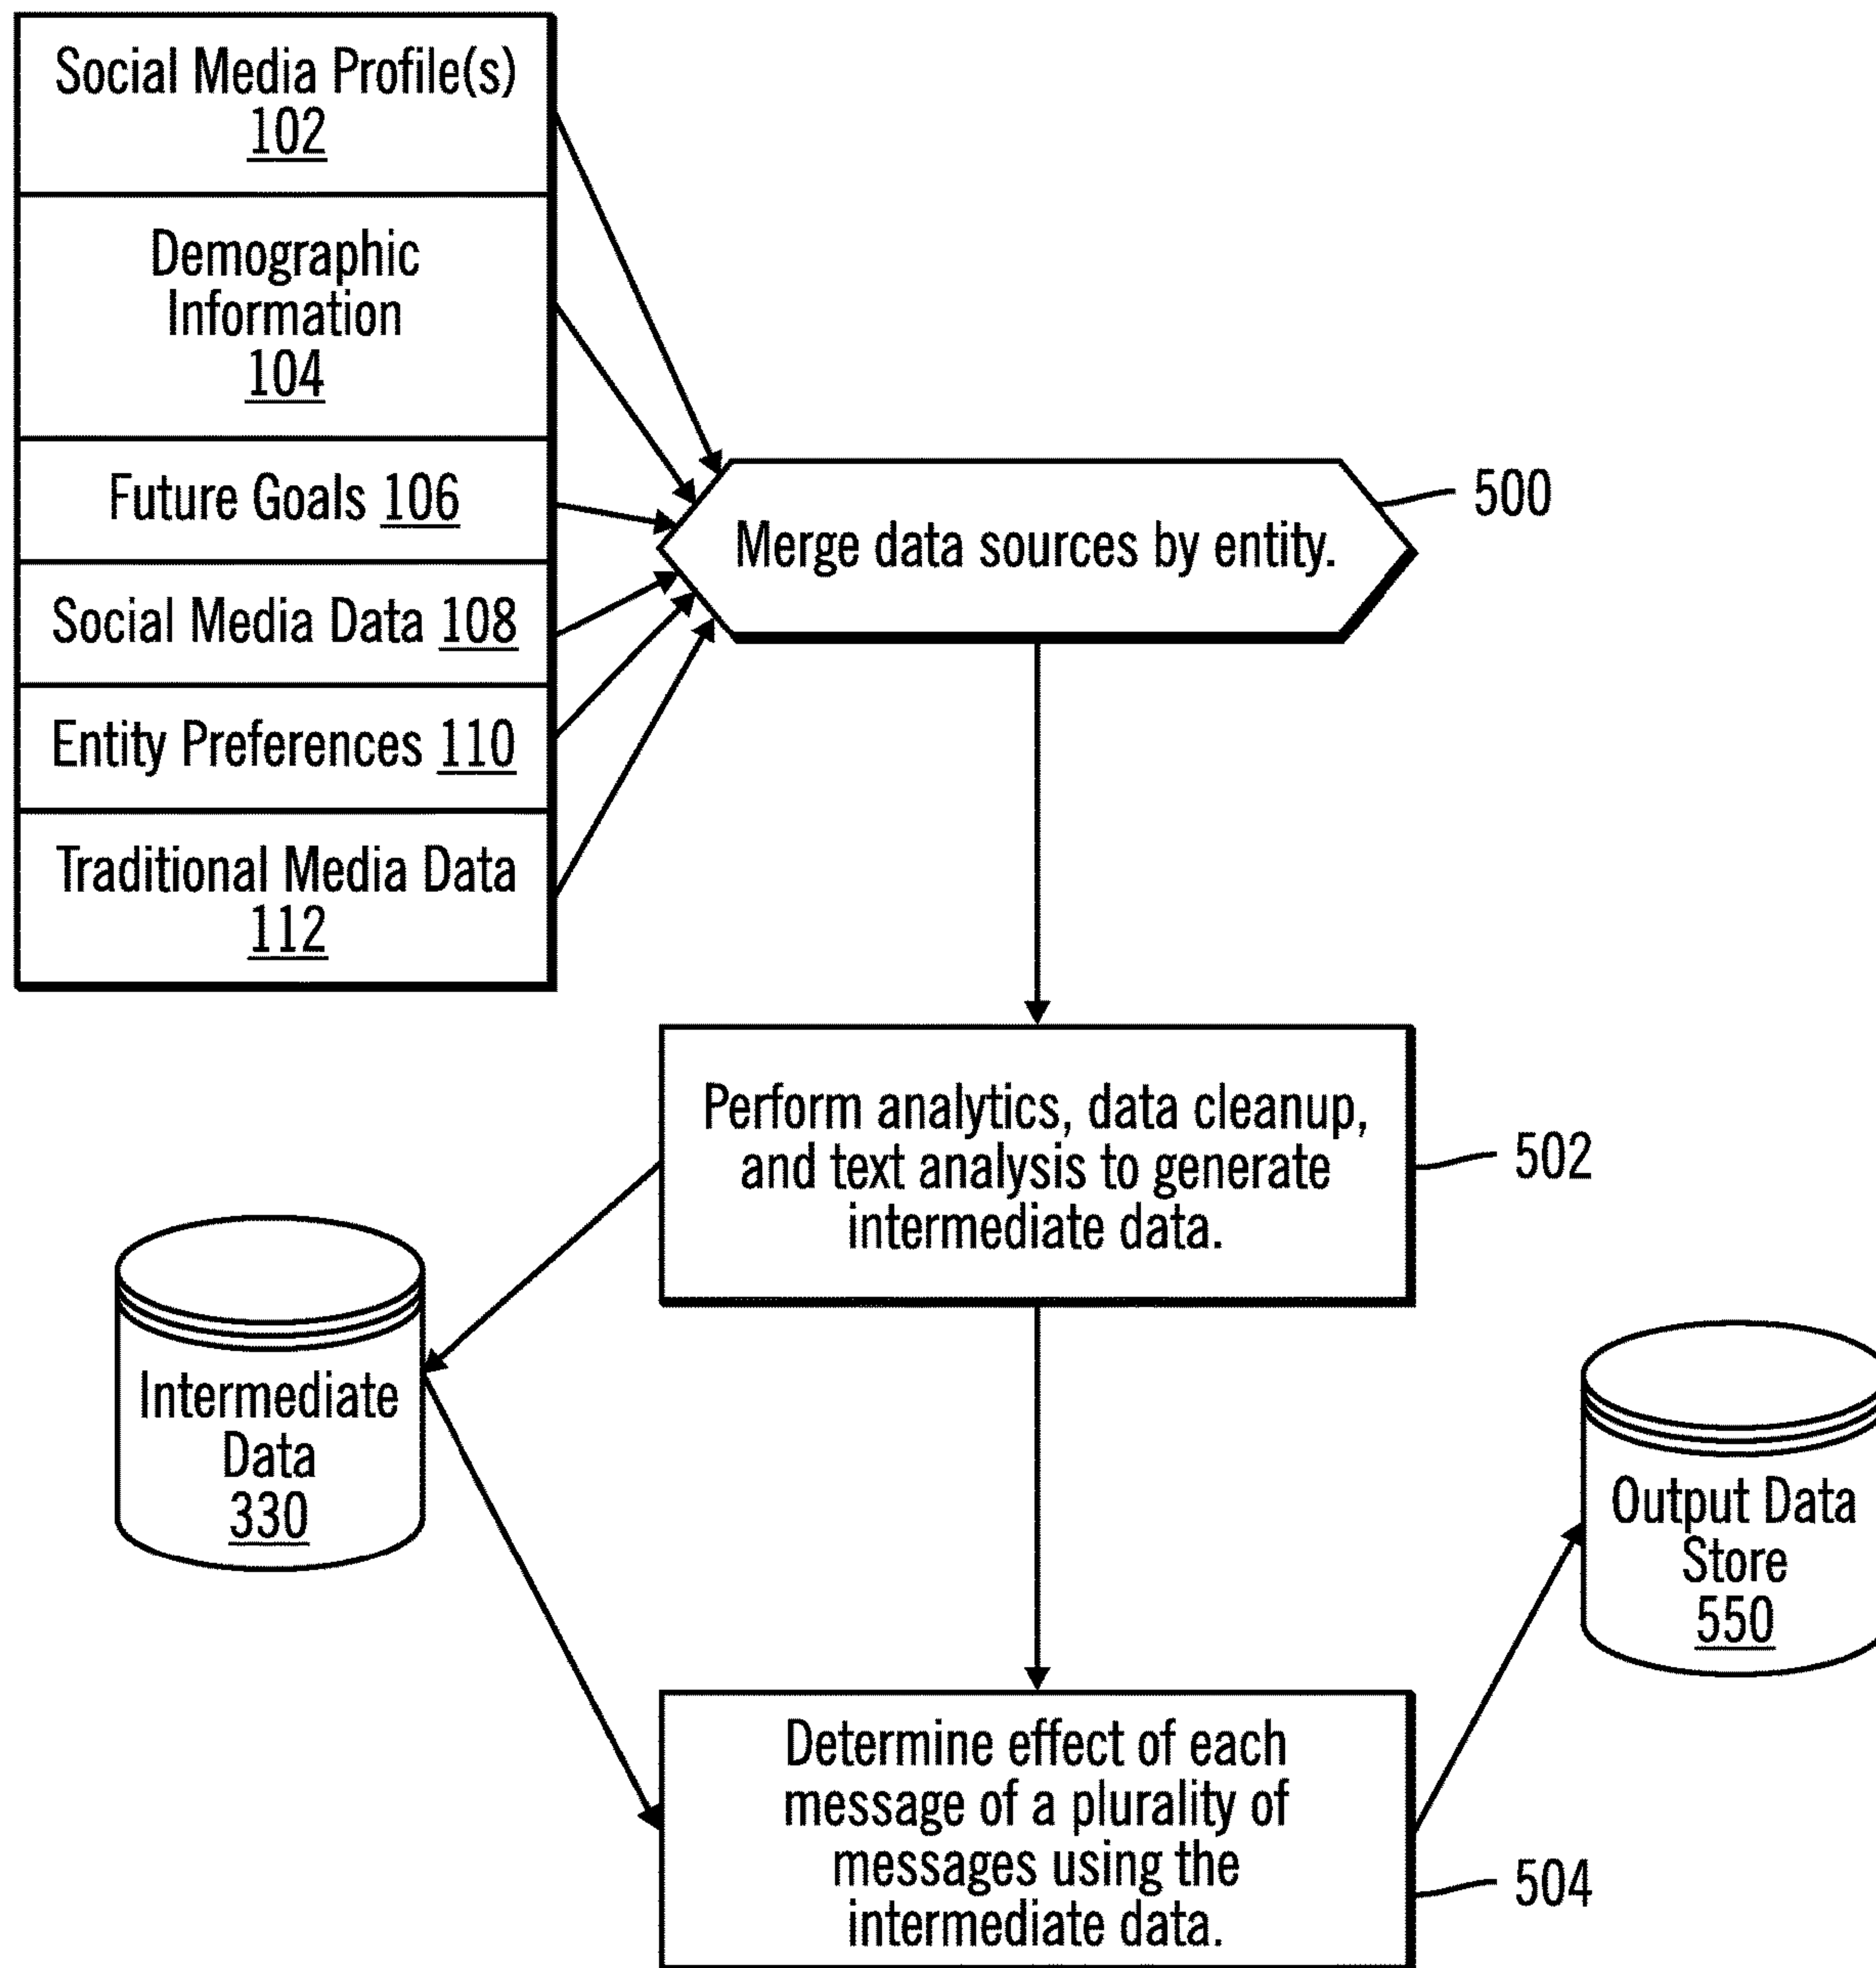 Social Media Profile(s)
102
Demographic
Information
104
Future Goals 106
Social Media Data 108
Entity Preferences 110
Traditional Media Data
112
Merge data sources by entity.
500
Perform analytics, data cleanup,
and text analysis to generate
intermediate data.
502
Intermediate
Data
330
Output Data
Store
550
Determine effect of each
message of a plurality of
messages using the
intermediate data.
504